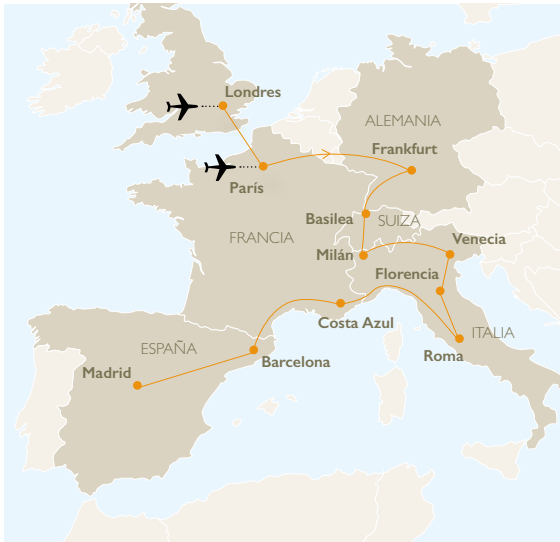 Londres
ALEMANIA
Frankfurt
París
Basilea
SUIZA
FRANCIA
Venecia
Milán
Florencia
Costa Azul
ITALIA
ESPAÑA
Roma
Barcelona
Madrid